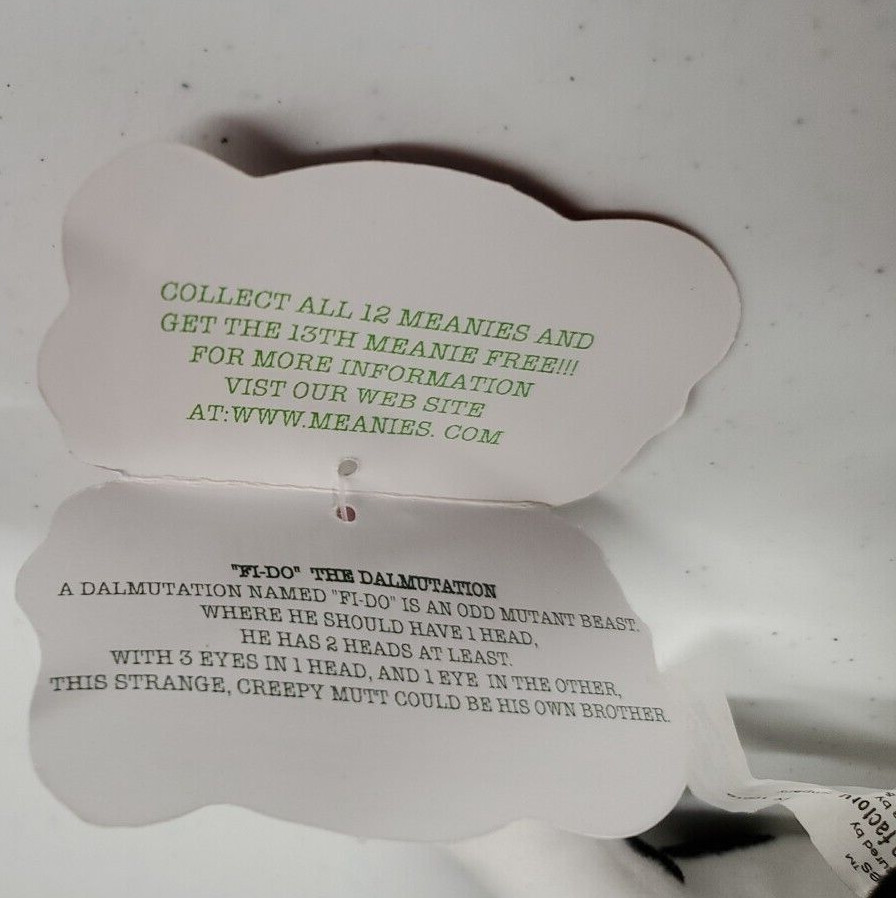 COLLECT ALL 12 MEANIES AND
GET THE 13TH MEANIE FREE!!!
FOR MORE INFORMATION
VIST OUR WEB SITE
AT:WWW.MEANIES. COM
"FI-DO" THE DALMUTATION
A DALMUTATION NAMED "FI-DO" IS AN ODD MUTANT BEAST.
WHERE HE SHOULD HAVE 1 HEAD,
HE HAS 2 HEADS AT LEAST.
WITH 3 EYES IN 1 HEAD, AND 1 EYE IN THE OTHER,
THIS STRANGE, CREEPY MUTT COULD BE HIS OWN BROTHER.